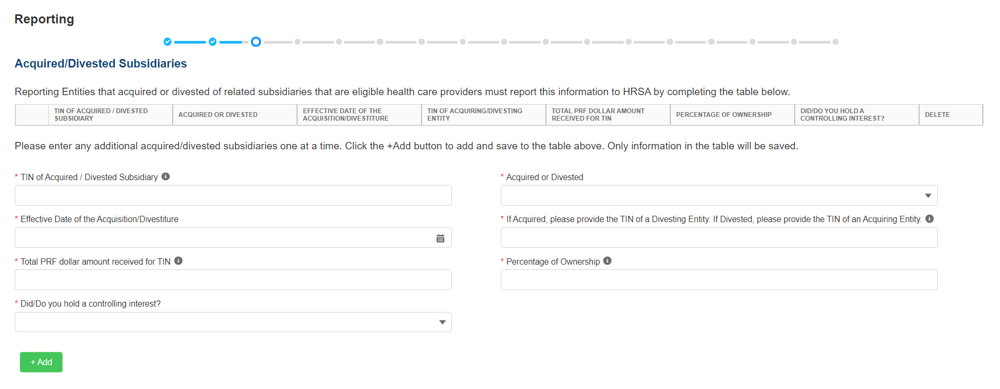 Reporting
Acquired/Divested Subsidiaries
Reporting Entities that acquired or divested of related subsidiaries that are eligible health care providers must report this information to HRSA by completing the table below.
TIN OF ACQUIRED / DIVESTED SUBSIDIARY
ACQUIRED OR DIVESTED
EFFECTIVE DATE OF THE ACQUISITION/DIVESTITURE
TIN OF ACQUIRING/DIVESTING ENTITY
TOTAL PRF DOLLAR AMOUNT RECEIVED FOR TIN
PERCENTAGE OF OWNERSHIP
DID/DO YOU HOLD A CONTROLLING INTEREST?
DELETE
Please enter any additional acquired/divested subsidiaries one at a time. Click the +Add button to add and save to the table above. Only information in the table will be saved.
* TIN of Acquired / Divested Subsidiary
* Acquired or Divested
* Effective Date of the Acquisition/Divestiture
* If Acquired, please provide the TIN of a Divesting Entity. If Divested, please provide the TIN of an Acquiring Entity.
* Total PRF dollar amount received for TIN
* Percentage of Ownership
* Did/Do you hold a controlling interest?
+ Add